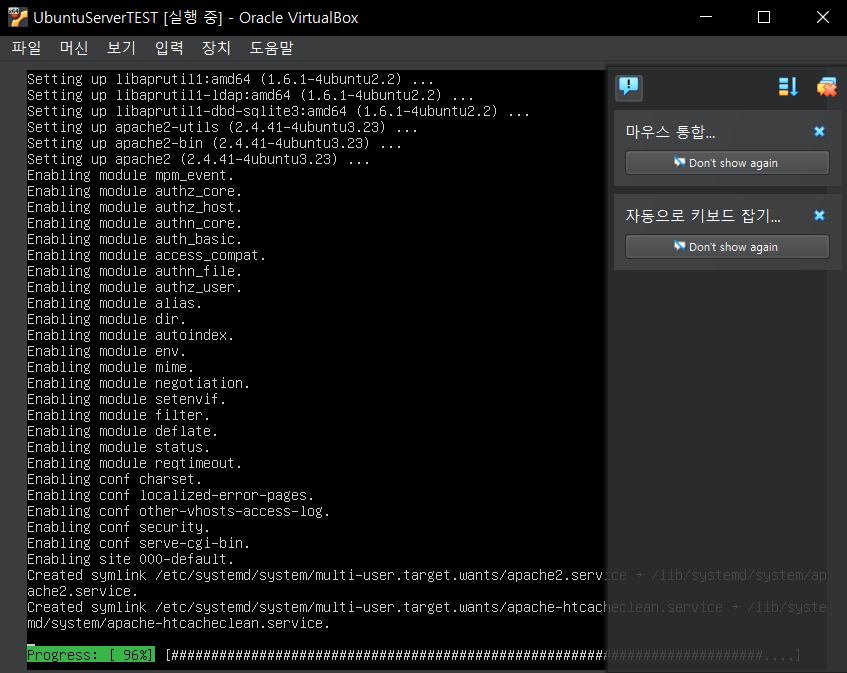 UbuntuServerTEST [실행 중] - Oracle VirtualBox
파일 머신 보기 입력 장치 도움말
Setting up libaprutil1:amd64 (1.6.1-4ubuntu2.2) ...
Setting up libaprutil1-ldap:amd64 (1.6.1-4ubuntu2.2) ...
Setting up libaprutil1-dbd-sqlite3:amd64 (1.6.1-4ubuntu2.2) ...
Setting up apache2-utils (2.4.41-4ubuntu3.23) ...
Setting up apache2-bin (2.4.41-4ubuntu3.23) ...
Setting up apache2 (2.4.41-4ubuntu3.23) ...
Enabling module mpm_event.
Enabling module authz_core.
Enabling module authz_host.
Enabling module authn_core.
Enabling module auth_basic.
Enabling module access_compat.
Enabling module authn_file.
Enabling module authz_user.
Enabling module alias.
Enabling module dir.
Enabling module autoindex.
Enabling module env.
Enabling module mime.
Enabling module negotiation.
Enabling module setenvif.
Enabling module filter.
Enabling module deflate.
Enabling module status.
Enabling module reqtimeout.
Enabling conf charset.
Enabling conf localized-error-pages.
Enabling conf other-vhosts-access-log.
Enabling conf security.
Enabling conf serve-cgi-bin.
Enabling site 000-default.
Created symlink /etc/systemd/system/multi-user.target.wants/apache2.service → /lib/systemd/system/ap
ache2.service.
Created symlink /etc/systemd/system/multi-user.target.wants/apache-htcacheclean.service → /lib/syste
md/system/apache-htcacheclean.service.
Progress: [ 96%] [##########################################################################....]
마우스 통합...
Don't show again
자동으로 키보드 잡기...
Don't show again